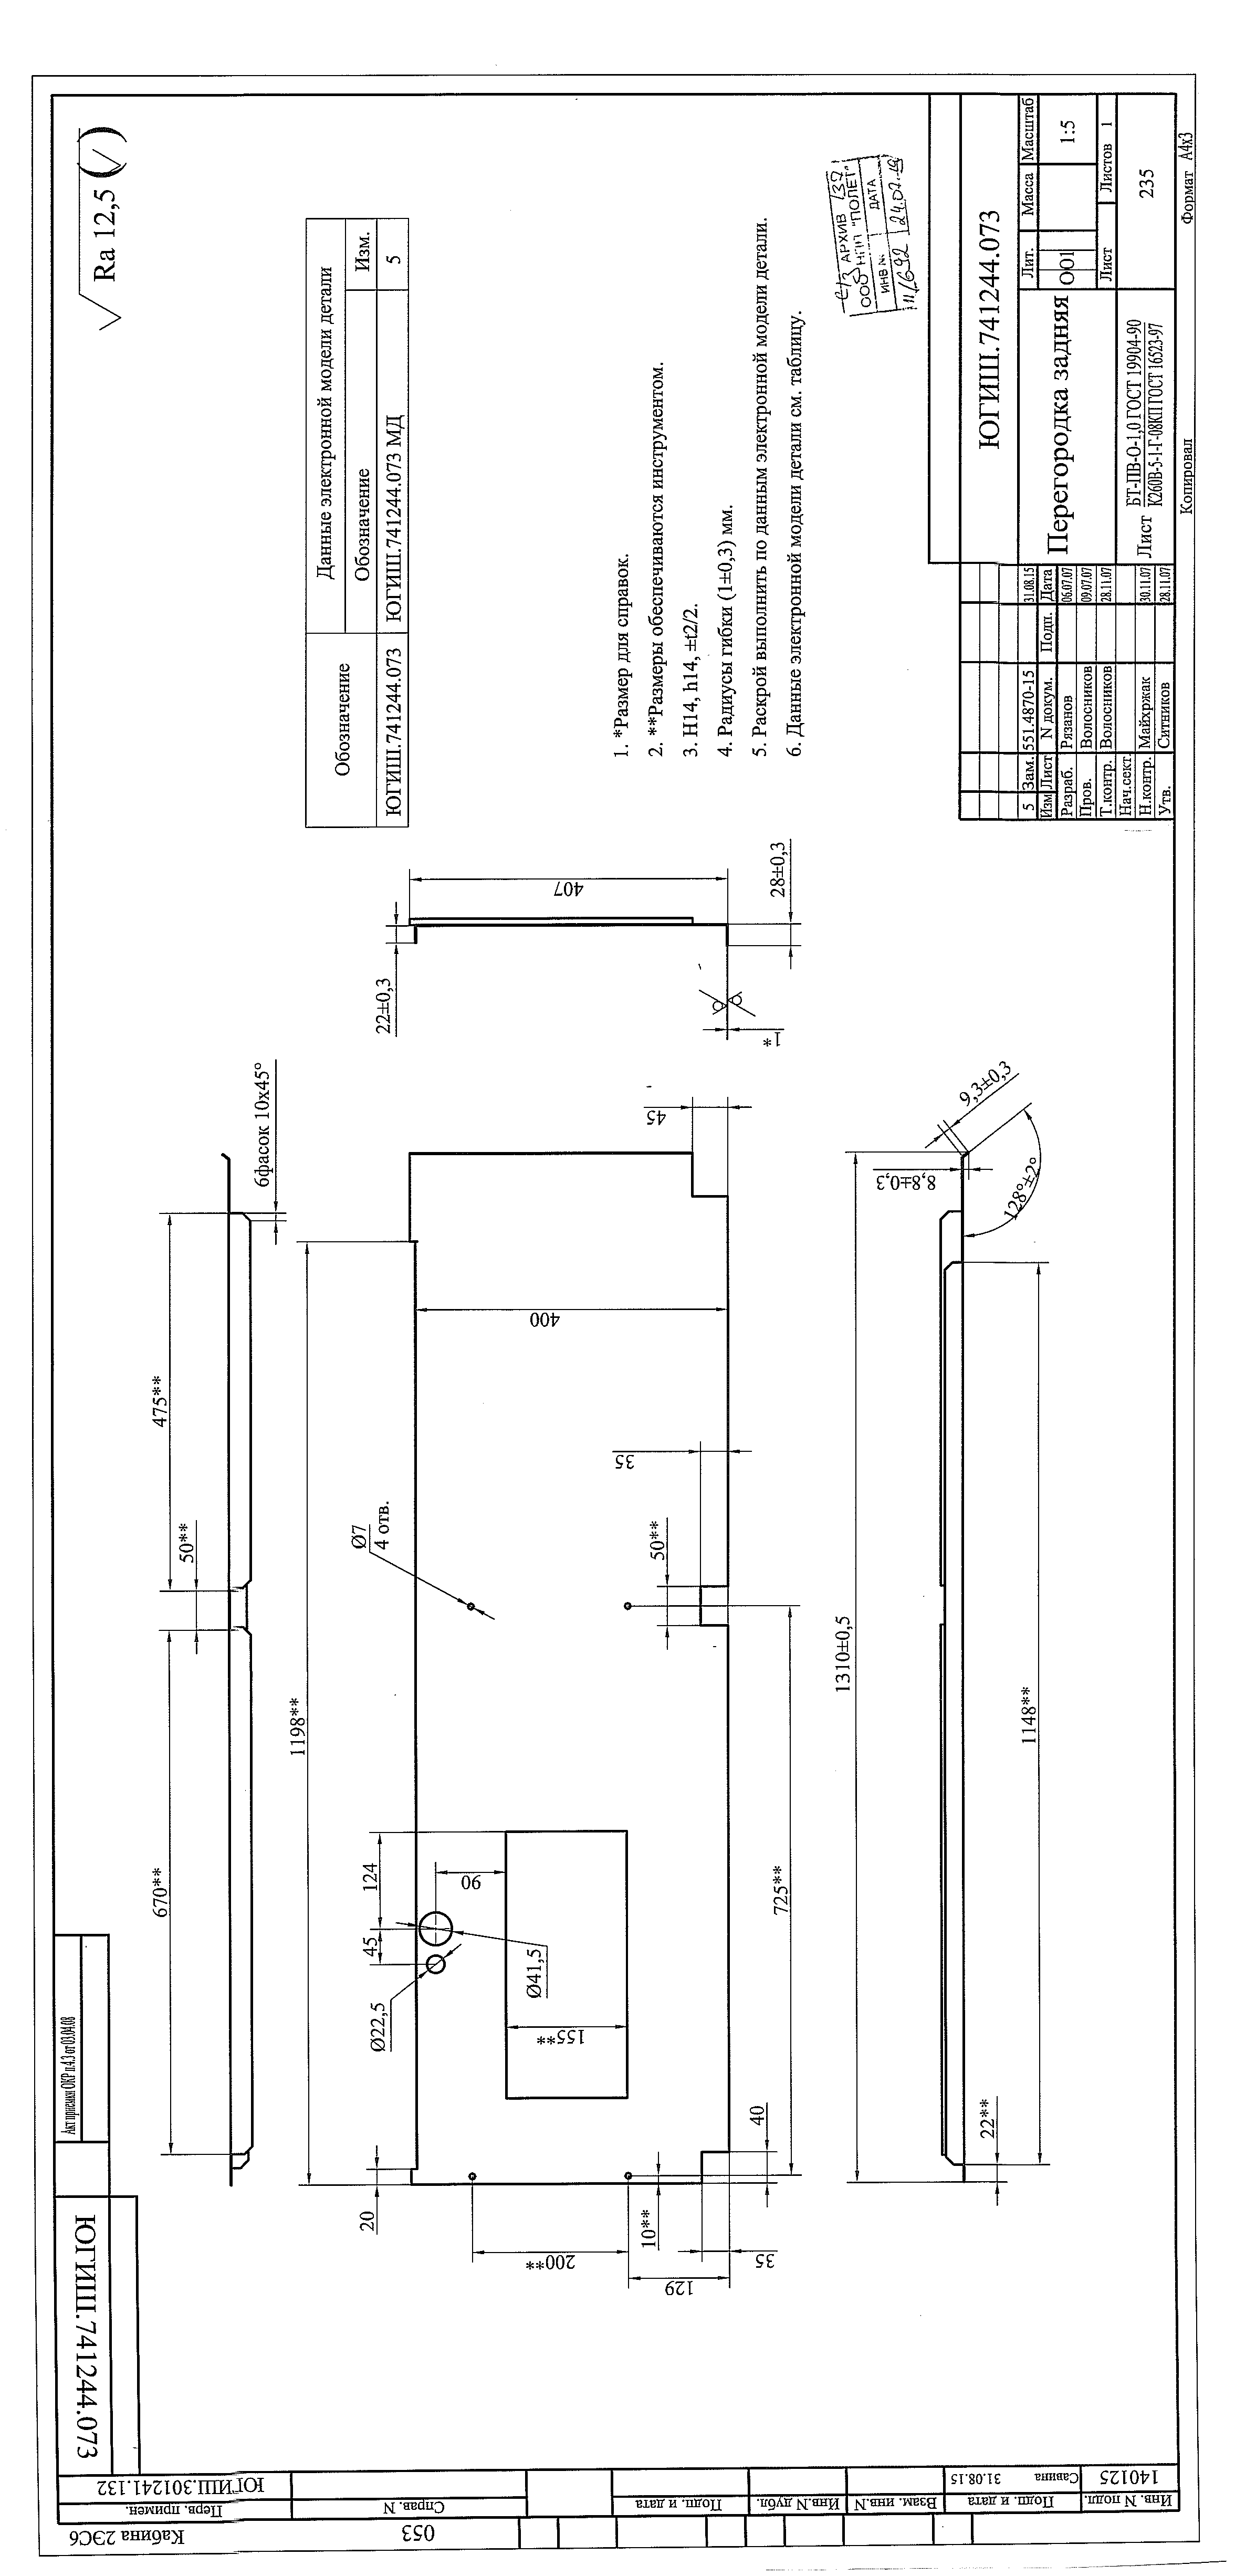 ЮГИШ.741244.073
Акт приемки ОКР п.4.3 от 03.04.08
√ Ra 12,5 (√)
Перв. примен.
ЮГИШ.301241.132
Кабина 2ЭС6
Справ. N
053
Подп. и дата
Инв.N дубл.
Взам. инв.N
Подп. и дата
Савина 31.08.15
Инв. N подл.
140125
670**
50**
475**
6фасок 10x45°
1198**
20
Ø22,5
45
124
90
Ø41,5
155**
Ø7
4 отв.
400
45
50**
35
200**
129
10**
40
35
725**
22±0,3
407
28±0,3
1*
1310±0,5
22**
1148**
8,8±0,3
9,3±0,3
128°±2°
Обозначение
Данные электронной модели детали
Обозначение
Изм.
ЮГИШ.741244.073
ЮГИШ.741244.073 МД
5
1. *Размер для справок.
2. **Размеры обеспечиваются инструментом.
3. H14, h14, ±t2/2.
4. Радиусы гибки (1±0,3) мм.
5. Раскрой выполнить по данным электронной модели детали.
6. Данные электронной модели детали см. таблицу.
АРХИВ 137
ООО НПП "ПОЛЕТ"
ИНВ № ДАТА
11/692 24.07.19
5 Зам. 551.4870-15 31.08.15
Изм Лист N докум. Подп. Дата
Разраб. Рязанов 06.07.07
Пров. Волосников 09.07.07
Т.контр. Волосников 28.11.07
Нач.сект.
Н.контр. Майхржак 30.11.07
Утв. Ситников 28.11.07
ЮГИШ.741244.073
Перегородка задняя
Лит. Масса Масштаб
О О1 1:5
Лист Листов 1
Лист БТ-ПВ-О-1,0 ГОСТ 19904-90
К260В-5-1-Г-08КП ГОСТ 16523-97
235
Копировал
Формат А4х3